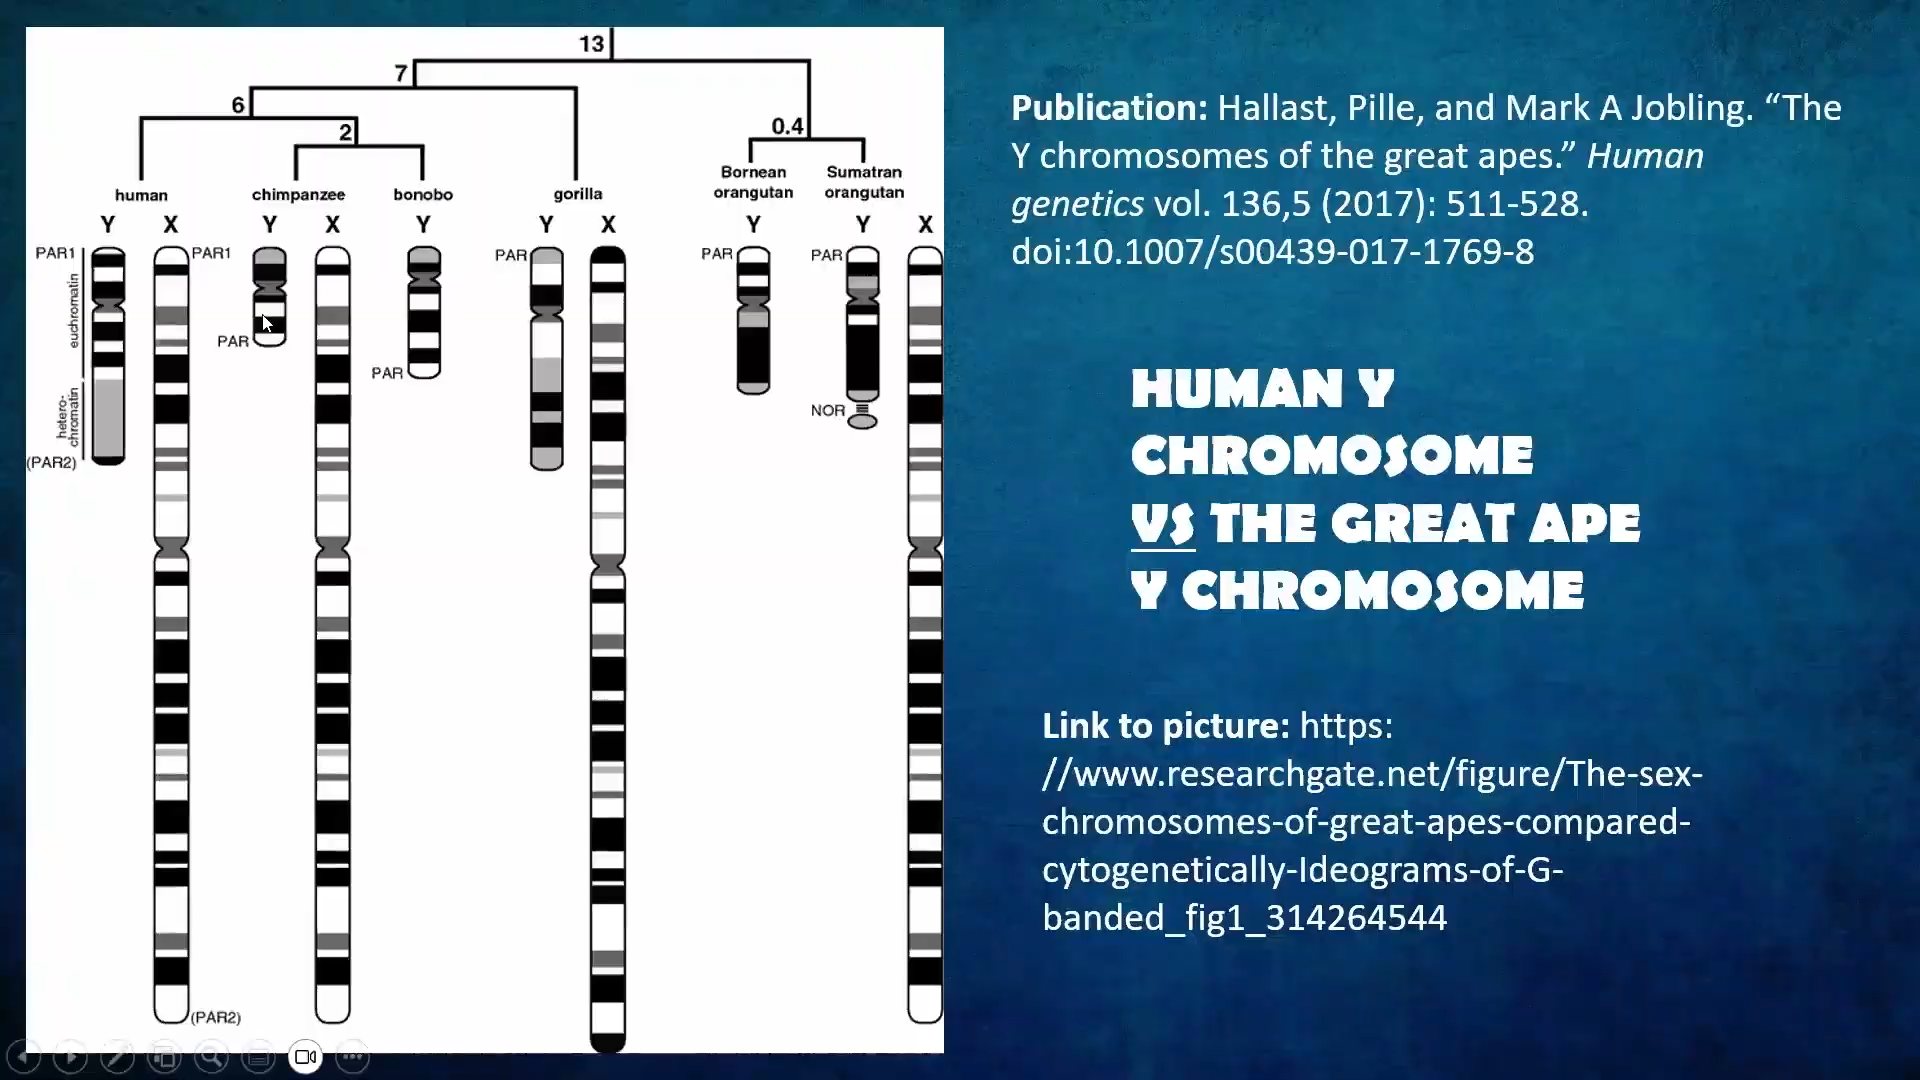 13
7
6
2
0.4
human
chimpanzee
bonobo
gorilla
Bornean
orangutan
Sumatran
orangutan
Y X Y X Y Y X Y Y X
PAR1
PAR1
PAR
PAR
PAR
PAR
PAR
NOR
euchromatin
hetero-
chromatin
(PAR2)
(PAR2)
Publication: Hallast, Pille, and Mark A Jobling. “The
Y chromosomes of the great apes.” Human
genetics vol. 136,5 (2017): 511-528.
doi:10.1007/s00439-017-1769-8
HUMAN Y
CHROMOSOME
VS THE GREAT APE
Y CHROMOSOME
Link to picture: https:
//www.researchgate.net/figure/The-sex-
chromosomes-of-great-apes-compared-
cytogenetically-Ideograms-of-G-
banded_fig1_314264544